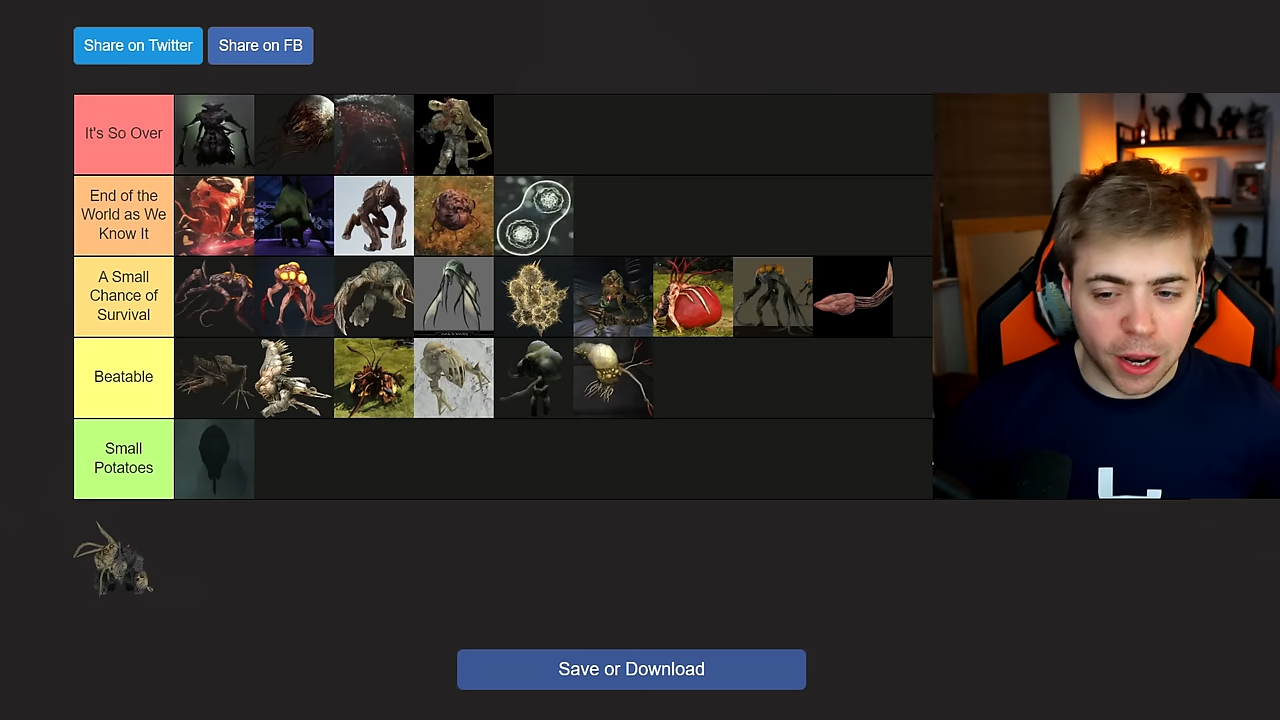 Share on Twitter
Share on FB
It's So Over
End of the
World as We
Know It
A Small
Chance of
Survival
Beatable
Small
Potatoes
Save or Download